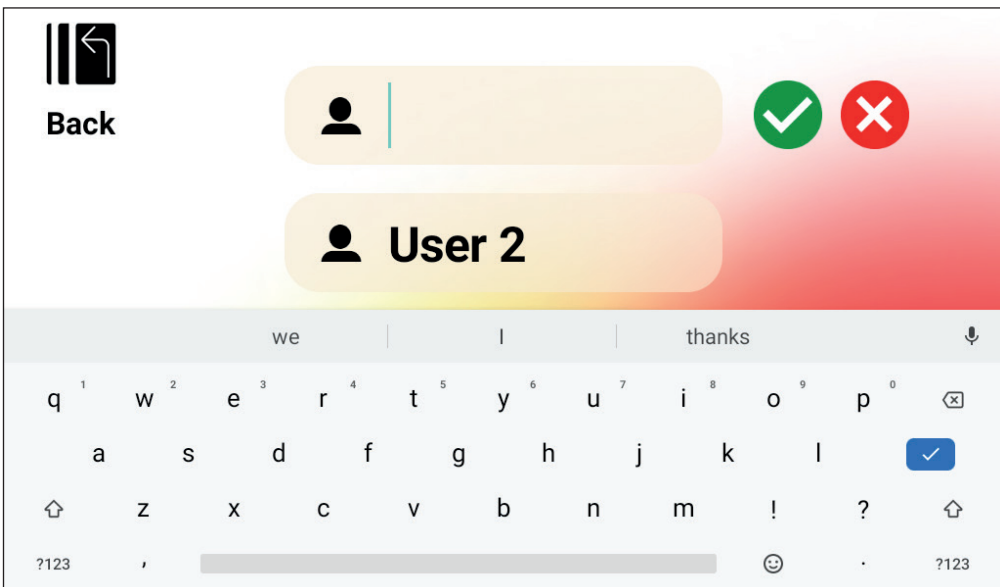 Back
User 2
we I thanks
q 1 w 2 e 3 r 4 t 5 y 6 u 7 i 8 o 9 p 0
a s d f g h j k l
z x c v b n m ! ?
?123 , . ?123